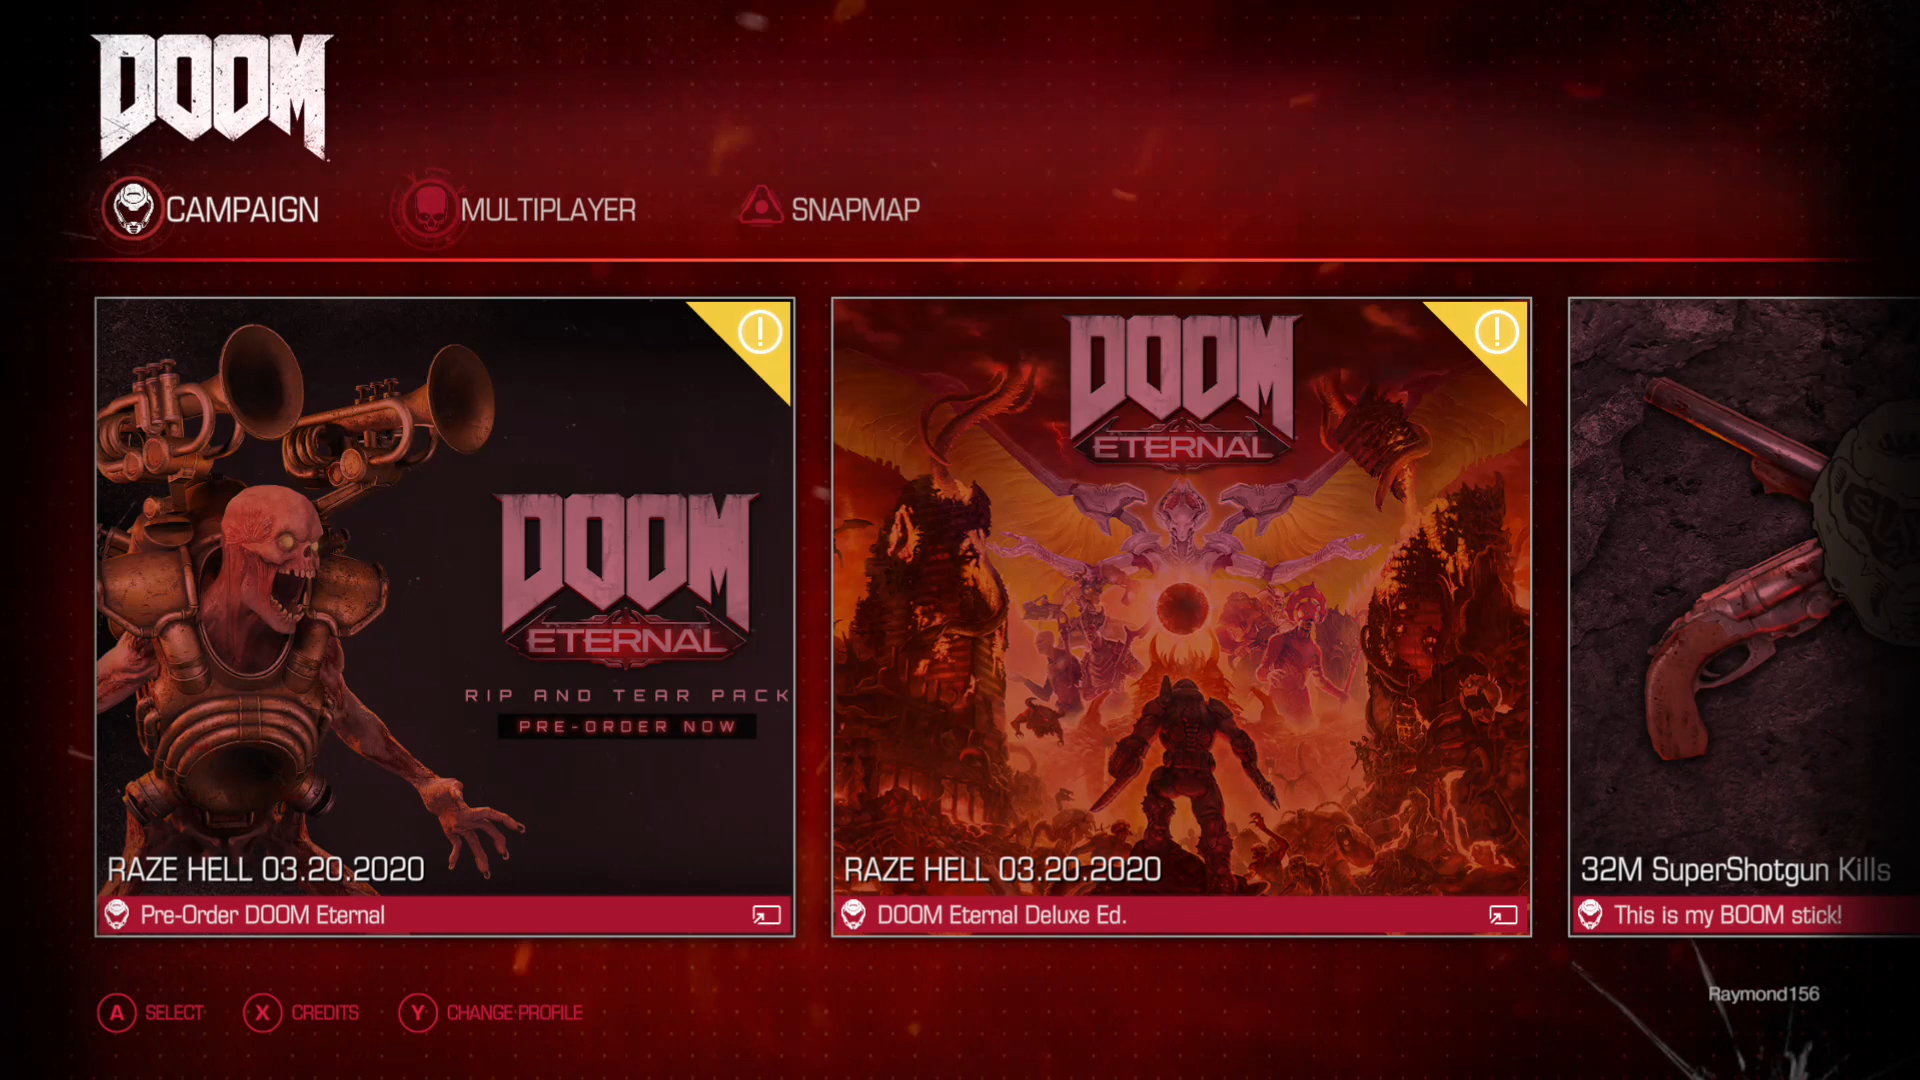 DOOM
CAMPAIGN
MULTIPLAYER
SNAPMAP
DOOM
ETERNAL
RIP AND TEAR PACK
PRE-ORDER NOW
RAZE HELL 03.20.2020
Pre-Order DOOM Eternal
DOOM
ETERNAL
RAZE HELL 03.20.2020
DOOM Eternal Deluxe Ed.
32M SuperShotgun Kills
This is my BOOM stick!
Raymond156
A SELECT
X CREDITS
Y CHANGE PROFILE